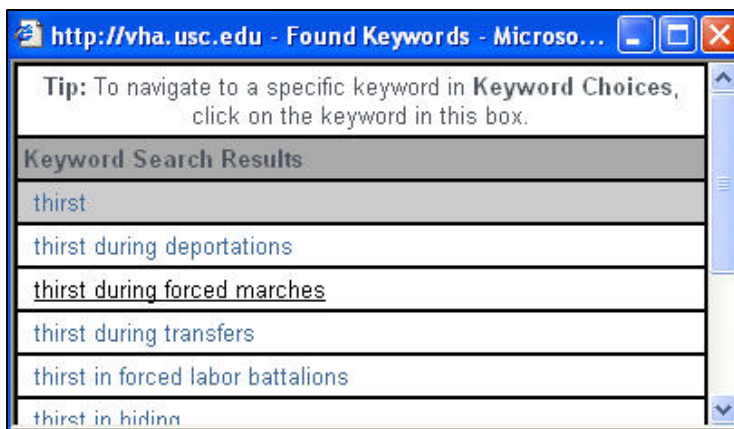 http://vha.usc.edu - Found Keywords - Microso...
Tip: To navigate to a specific keyword in Keyword Choices,
click on the keyword in this box.
Keyword Search Results
thirst
thirst during deportations
thirst during forced marches
thirst during transfers
thirst in forced labor battalions
thirst in hiding